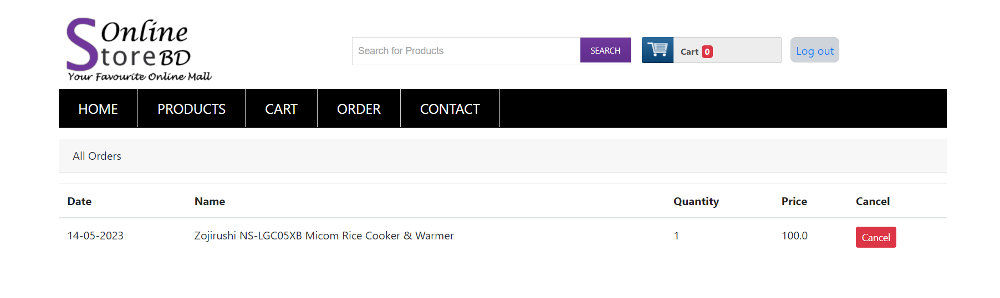 Online
Store BD
Your Favourite Online Mall
Search for Products
SEARCH
Cart 0
Log out
HOME PRODUCTS CART ORDER CONTACT
All Orders
Date Name Quantity Price Cancel
14-05-2023 Zojirushi NS-LGC05XB Micom Rice Cooker & Warmer 1 100.0 Cancel